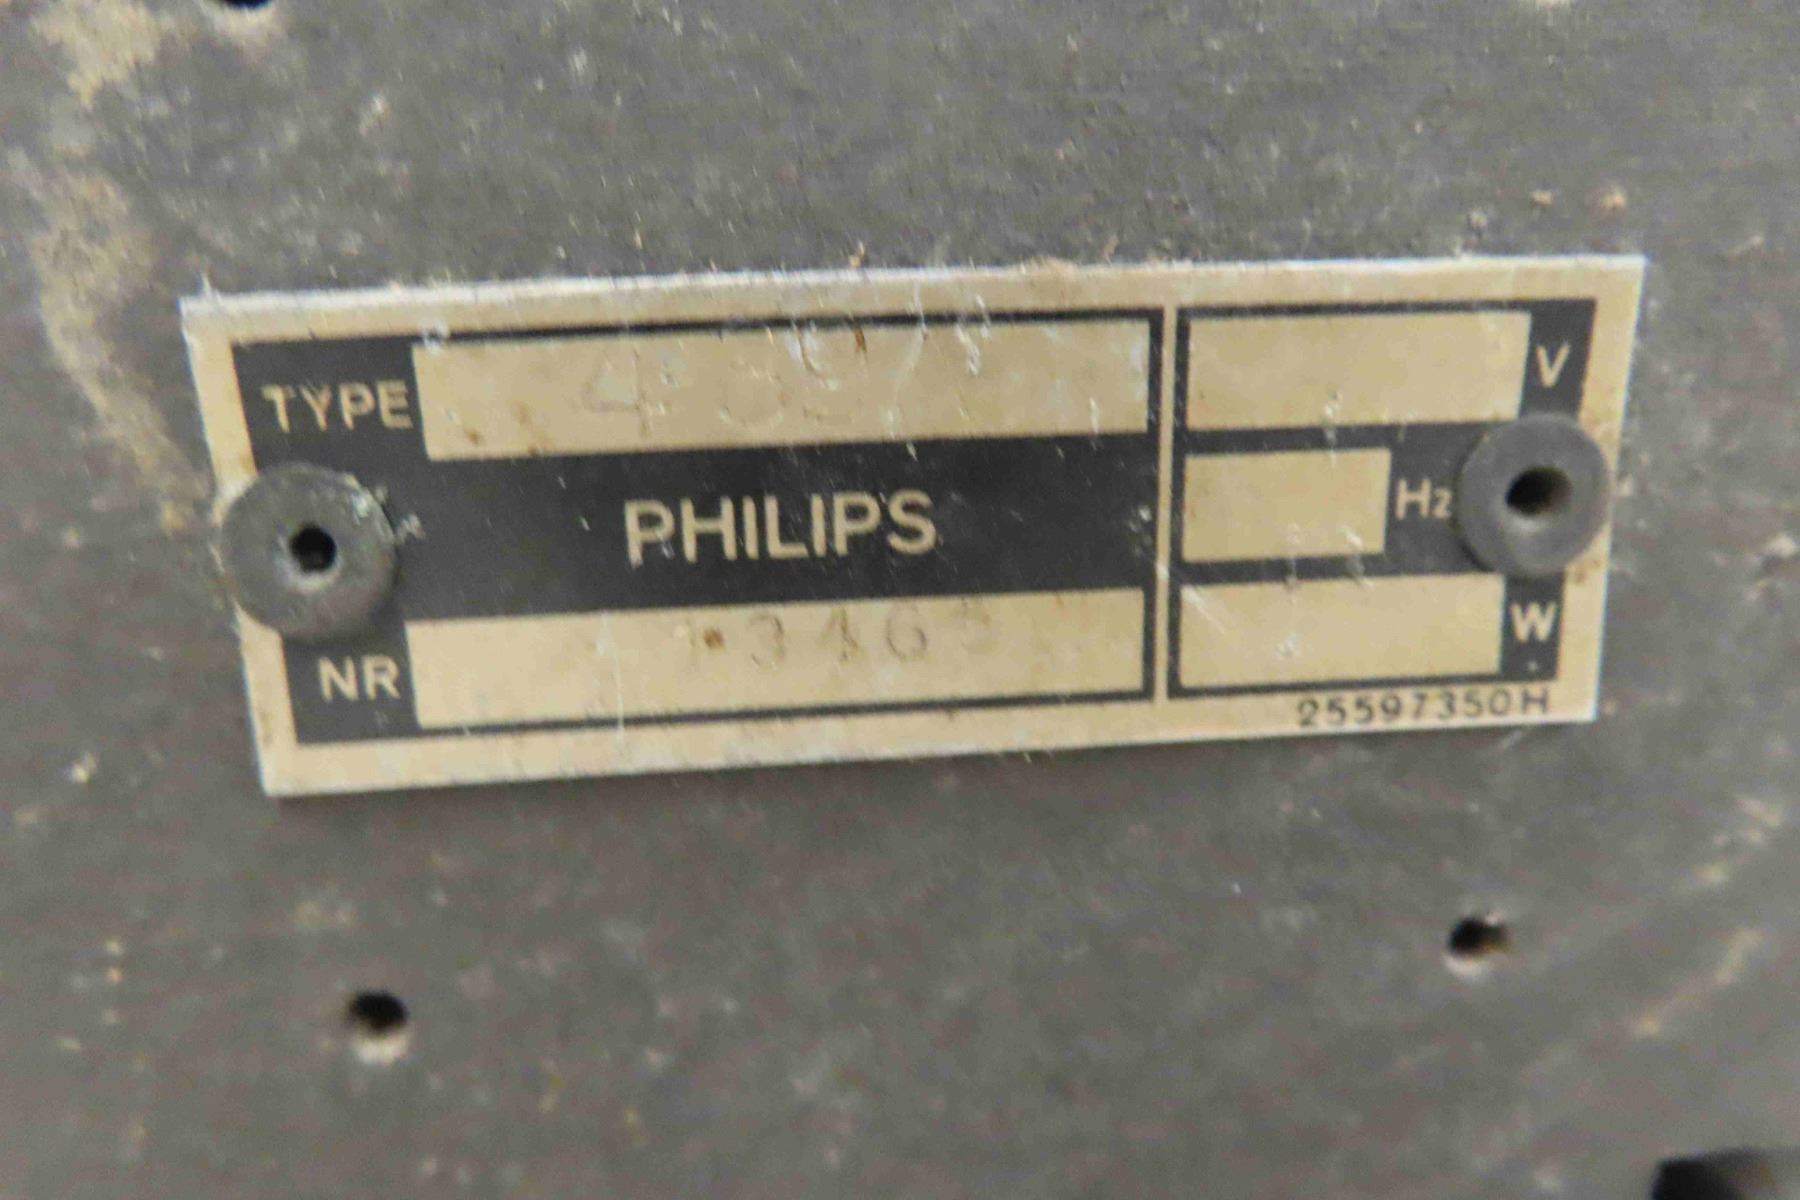 TYPE
V
PHILIPS
Hz
NR
W
25597350H